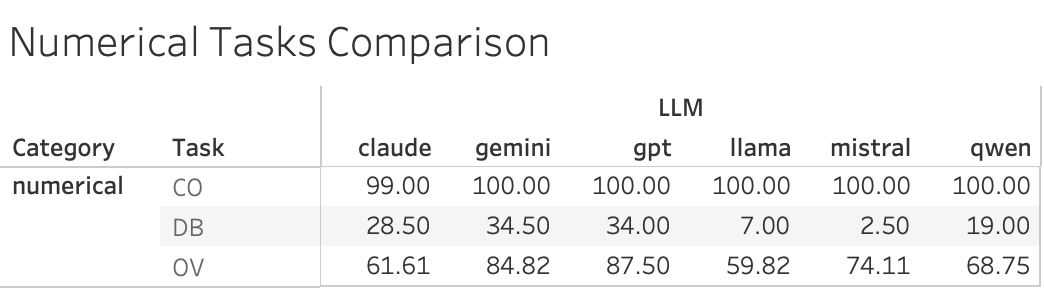 Numerical Tasks Comparison
LLM
Category Task claude gemini gpt llama mistral qwen
numerical CO 99.00 100.00 100.00 100.00 100.00 100.00
DB 28.50 34.50 34.00 7.00 2.50 19.00
OV 61.61 84.82 87.50 59.82 74.11 68.75